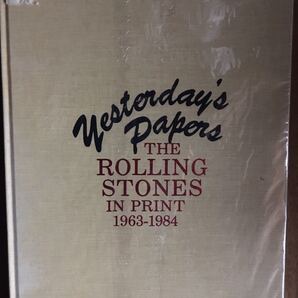 Yesterday's
Papers
THE
ROLLING
STONES
IN PRINT
1963-1984